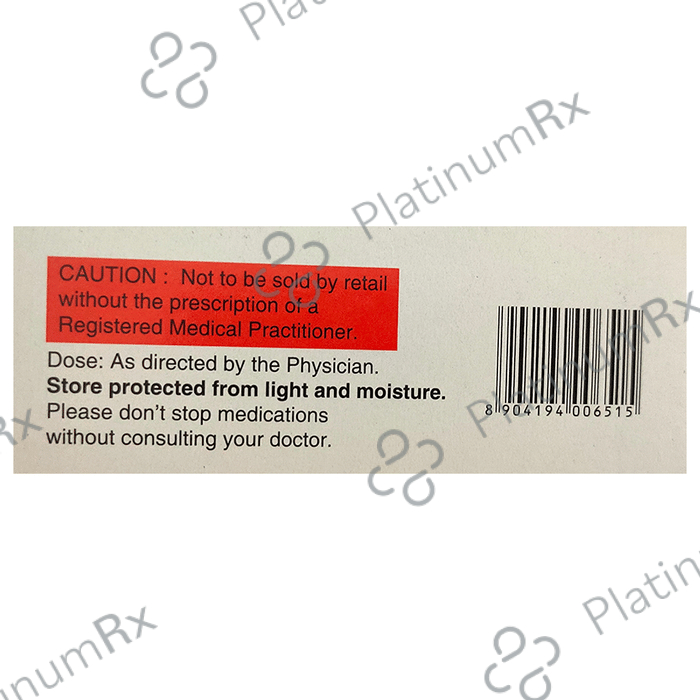 PlatinumRx
PlatinumRx
CAUTION : Not to be sold by retail
without the prescription of a
Registered Medical Practitioner.
Dose: As directed by the Physician.
Store protected from light and moisture.
Please don't stop medications
without consulting your doctor.
8 904194 006515
PlatinumRx
Rx
PlatinumRx
Platin